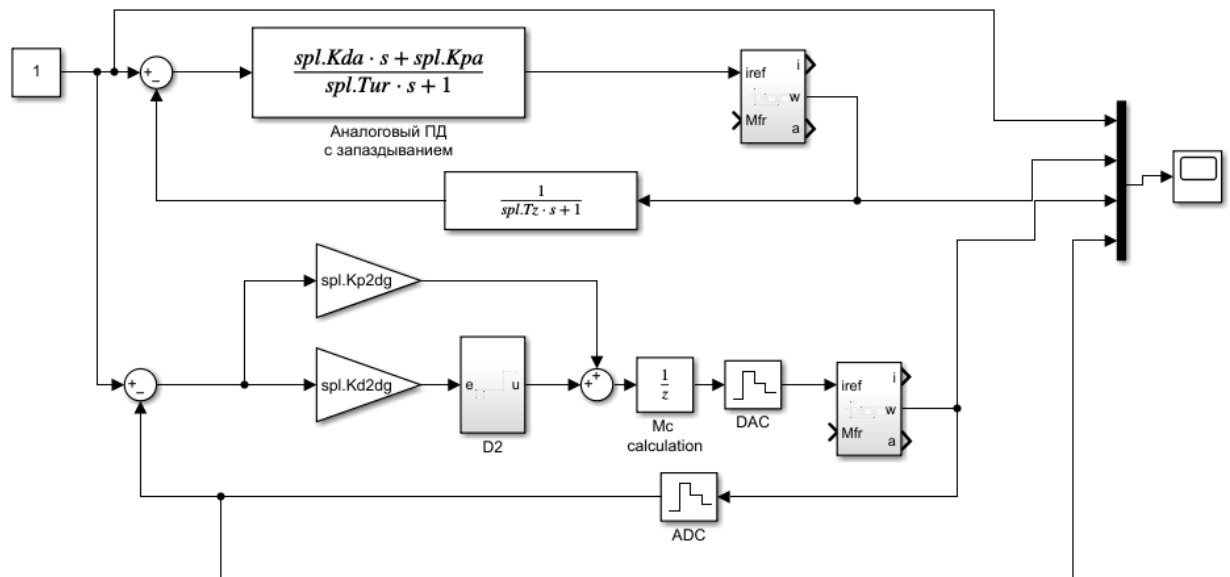 1
+
−
spl.Kda · s + spl.Kpa
spl.Tur · s + 1
Аналоговый ПД
с запаздыванием
iref
Mfr
i
w
a
1
spl.Tz · s + 1
spl.Kp2dg
+
−
spl.Kd2dg
e
u
D2
+
+
1
z
Mc
calculation
DAC
iref
Mfr
i
w
a
ADC